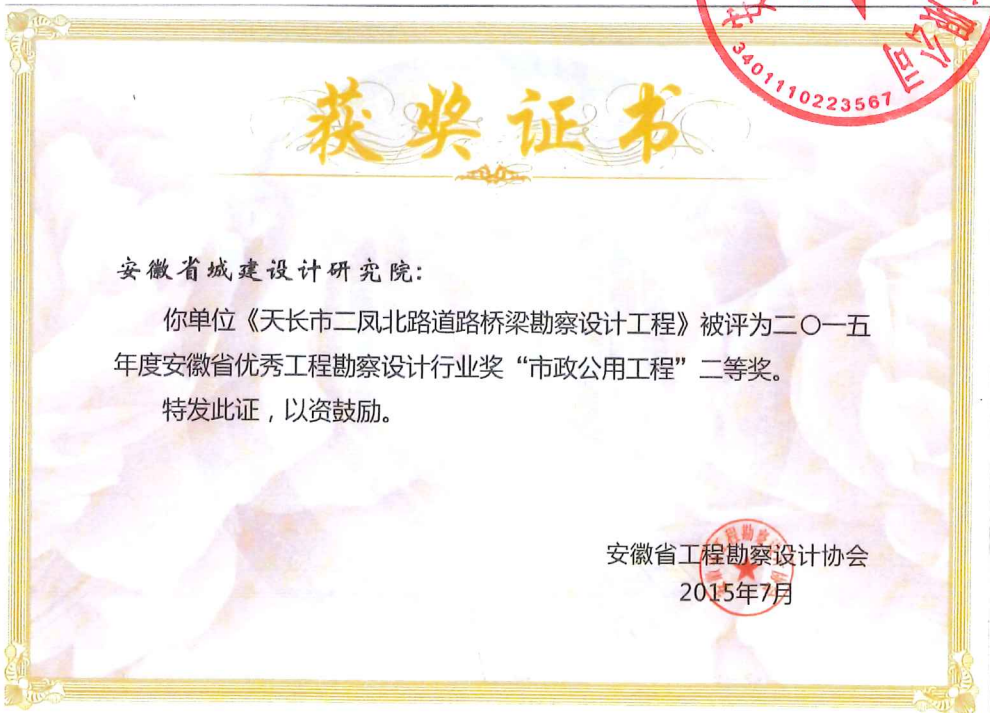 3401110223567
限公司
获奖证书
安徽省城建设计研究院:
你单位《天长市二凤北路道路桥梁勘察设计工程》被评为二〇一五
年度安徽省优秀工程勘察设计行业奖“市政公用工程”二等奖。
特发此证，以资鼓励。
安徽省工程勘察设计协会
2015年7月